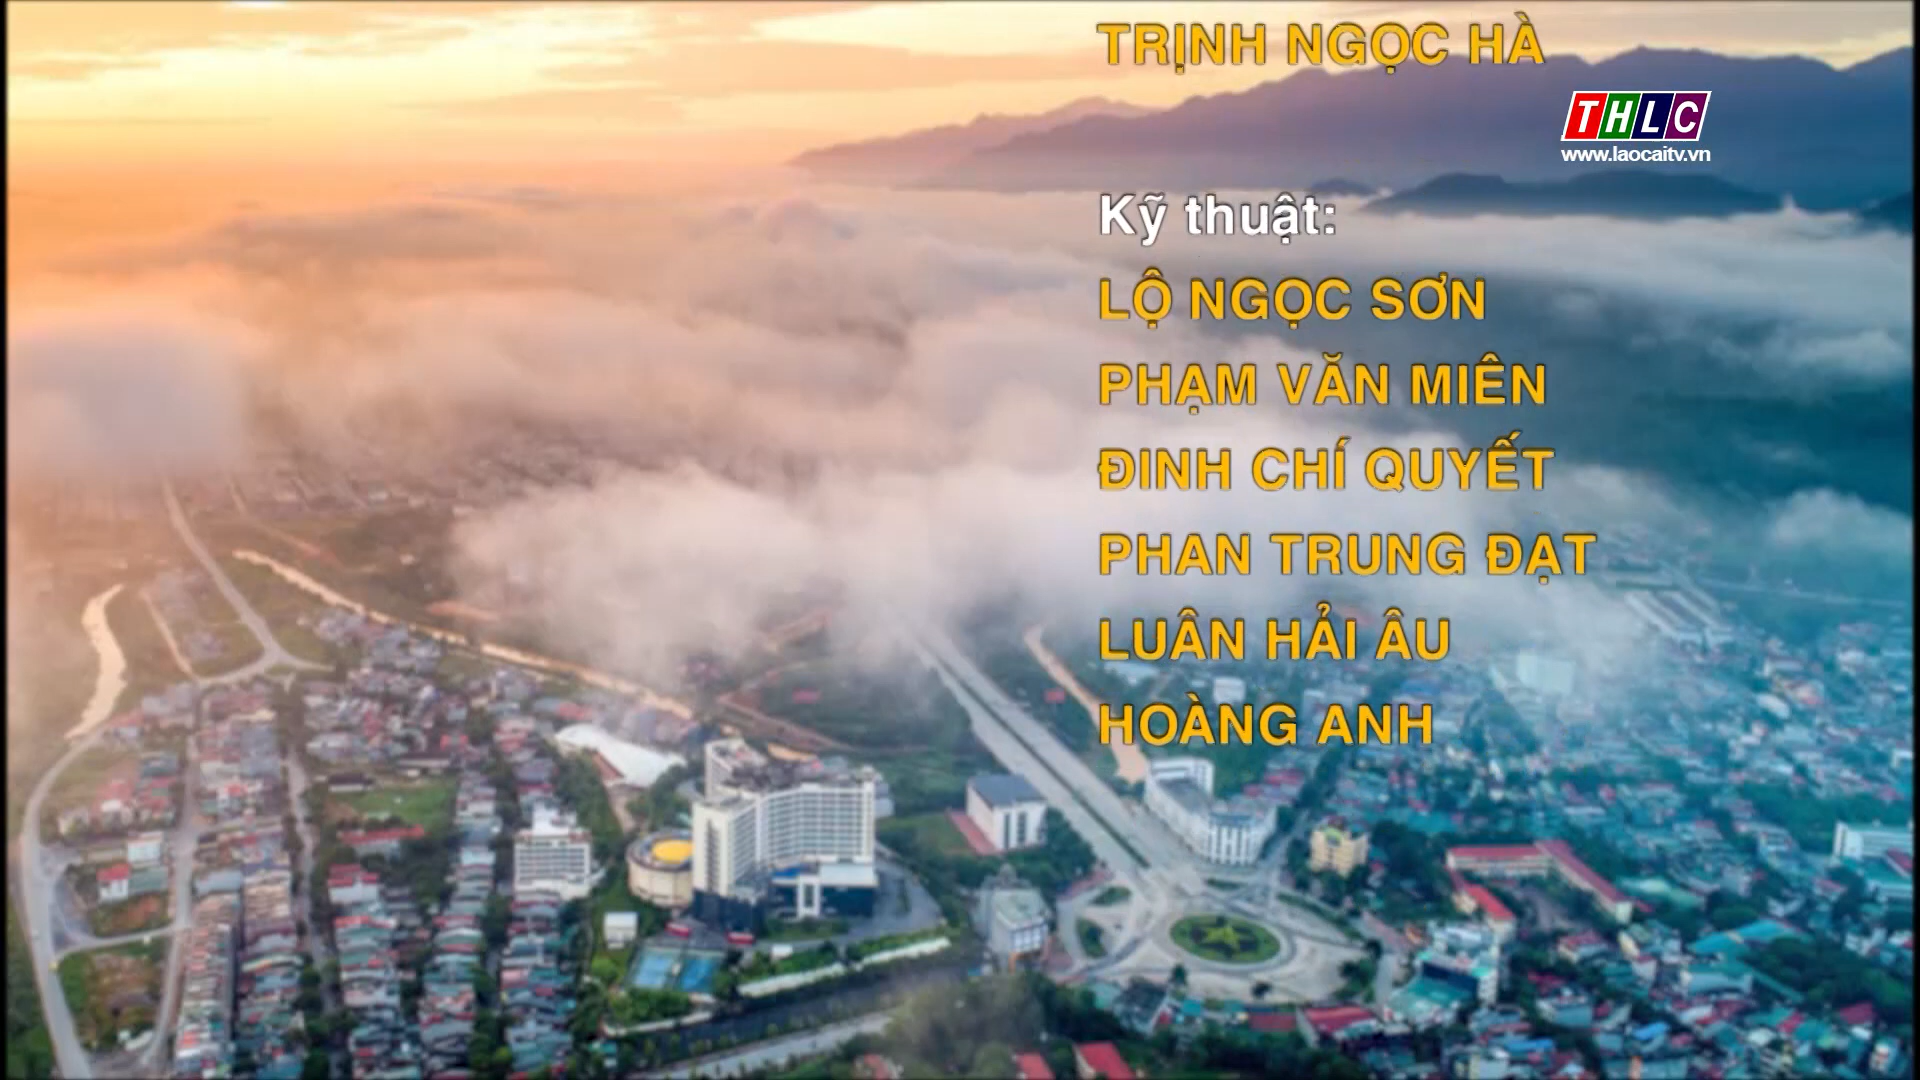 TRỊNH NGỌC HÀ
THLC
www.laocaitv.vn
Kỹ thuật:
LỘ NGỌC SƠN
PHẠM VĂN MIÊN
ĐINH CHÍ QUYẾT
PHAN TRUNG ĐẠT
LUÂN HẢI ÂU
HOÀNG ANH